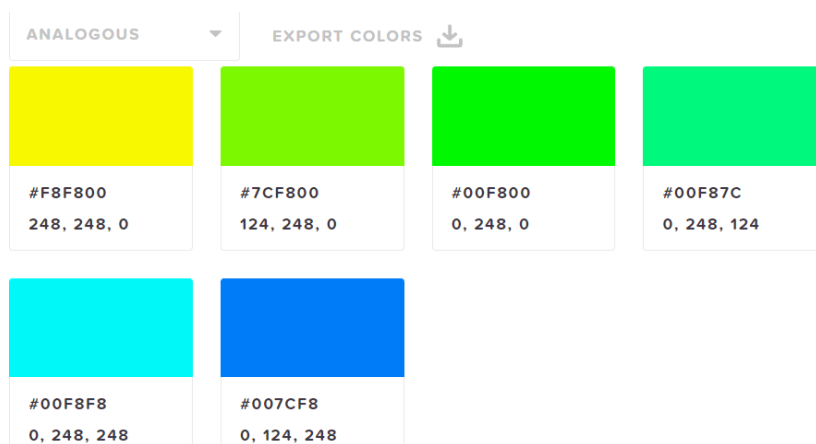 ANALOGOUS
EXPORT COLORS
#F8F800
248, 248, 0
#7CF800
124, 248, 0
#00F800
0, 248, 0
#00F87C
0, 248, 124
#00F8F8
0, 248, 248
#007CF8
0, 124, 248